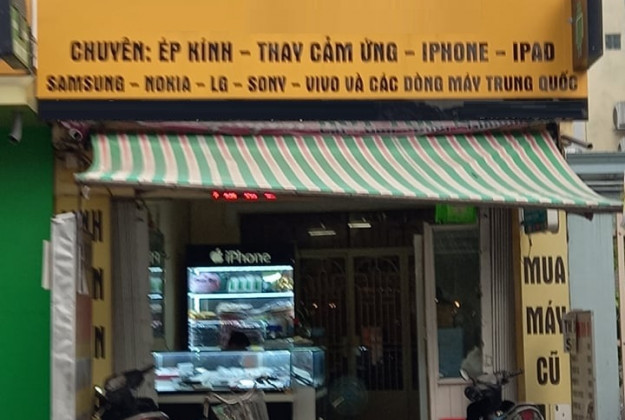 CHUYÊN: ÉP KÍNH – THAY CẢM ỨNG – IPHONE – IPAD
SAMSUNG – NOKIA – LG – SONY – VIVO VÀ CÁC DÒNG MÁY TRUNG QUỐC
iPhone
MUA
MÁY
CŨ